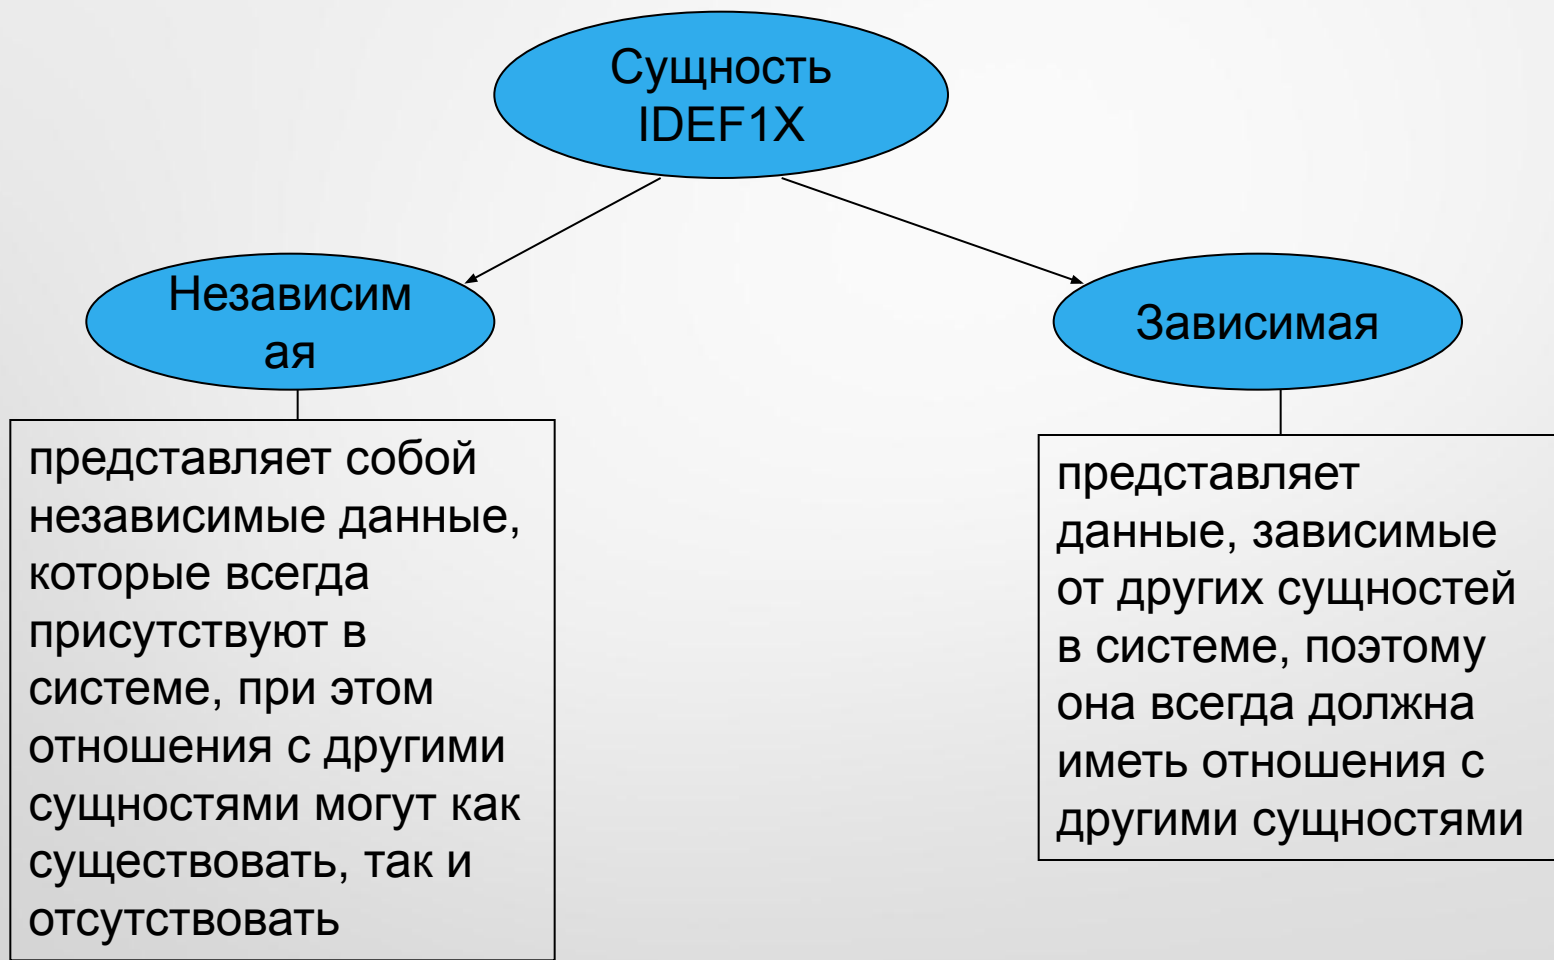 Сущность
IDEF1X
Независим
ая
Зависимая
представляет собой
независимые данные,
которые всегда
присутствуют в
системе, при этом
отношения с другими
сущностями могут как
существовать, так и
отсутствовать
представляет
данные, зависимые
от других сущностей
в системе, поэтому
она всегда должна
иметь отношения с
другими сущностями